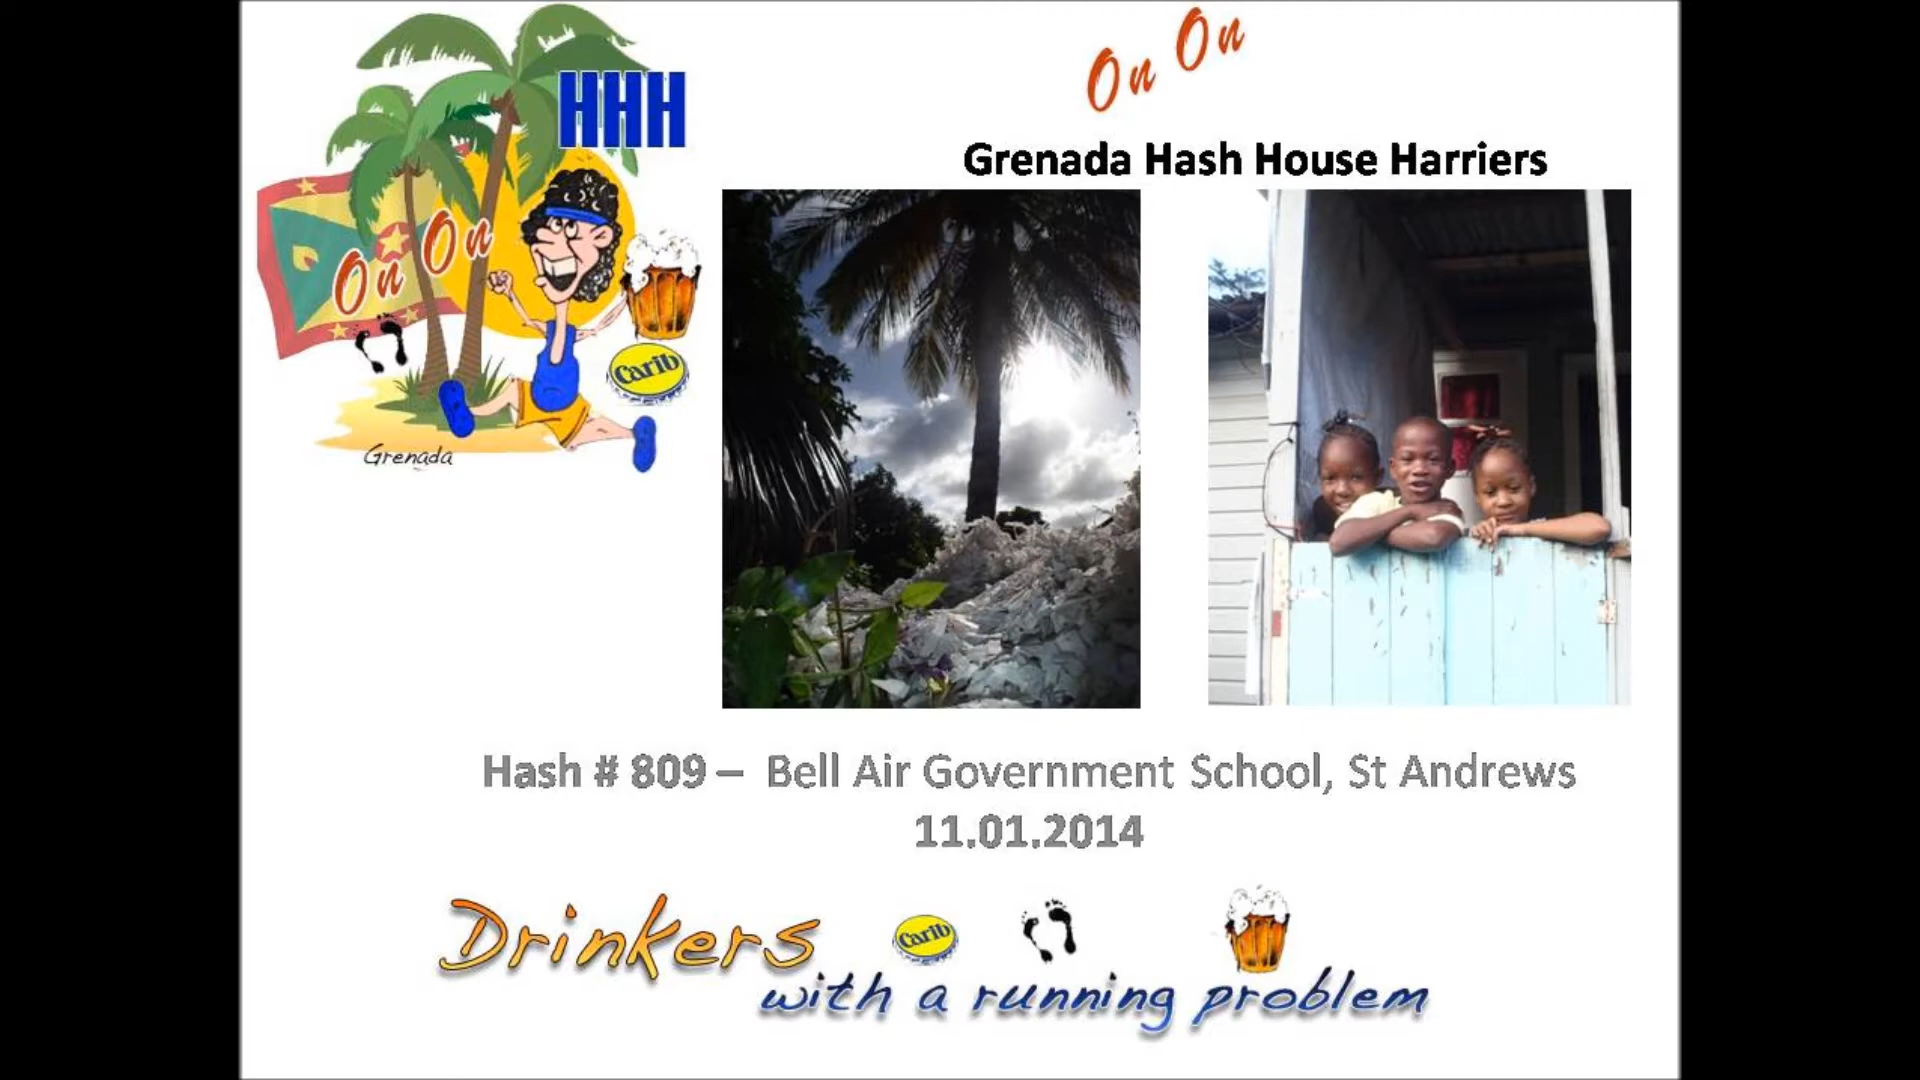 HHH
On On
Carib
Grenada
On On
Grenada Hash House Harriers
Hash # 809 – Bell Air Government School, St Andrews
11.01.2014
Drinkers
Carib
with a running problem